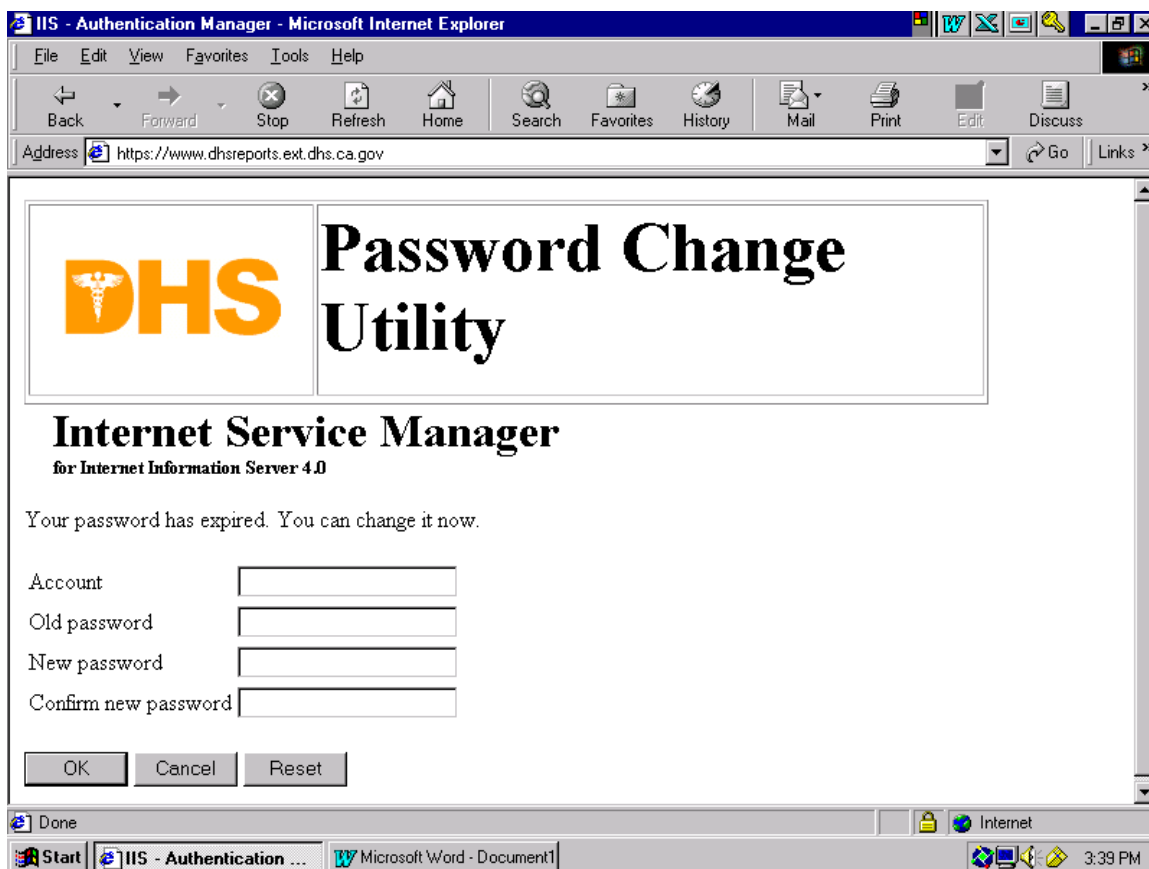 IIS - Authentication Manager - Microsoft Internet Explorer
File Edit View Favorites Tools Help
Back Forward Stop Refresh Home Search Favorites History Mail Print Edit Discuss »
Address https://www.dhsreports.ext.dhs.ca.gov Go Links »
DHS
Password Change
Utility
Internet Service Manager
for Internet Information Server 4.0
Your password has expired. You can change it now.
Account
Old password
New password
Confirm new password
OK Cancel Reset
Done Internet
Start IIS - Authentication ... Microsoft Word - Document1 3:39 PM